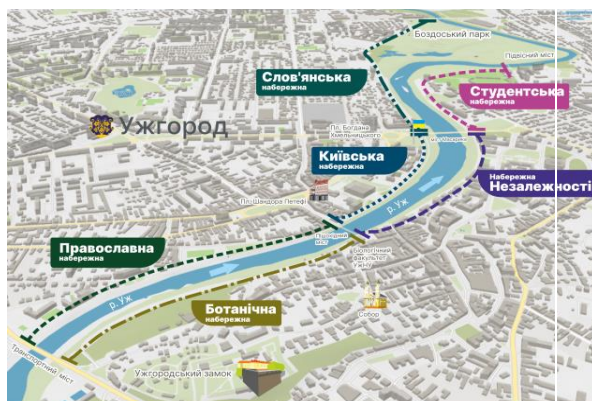 Боздоський парк
Підвісний міст
Слов'янська
набережна
Студентська
набережна
Ужгород
Пл. Богдана
Хмельницького
Київська
набережна
Набережна
Незалежності
Пл. Шандора Петефі
р. Уж
Православна
набережна
Пішохідний
міст
Біологічний
факультет
УжНУ
р. Уж
Ботанічна
набережна
Собор
Транспортний міст
Ужгородський замок